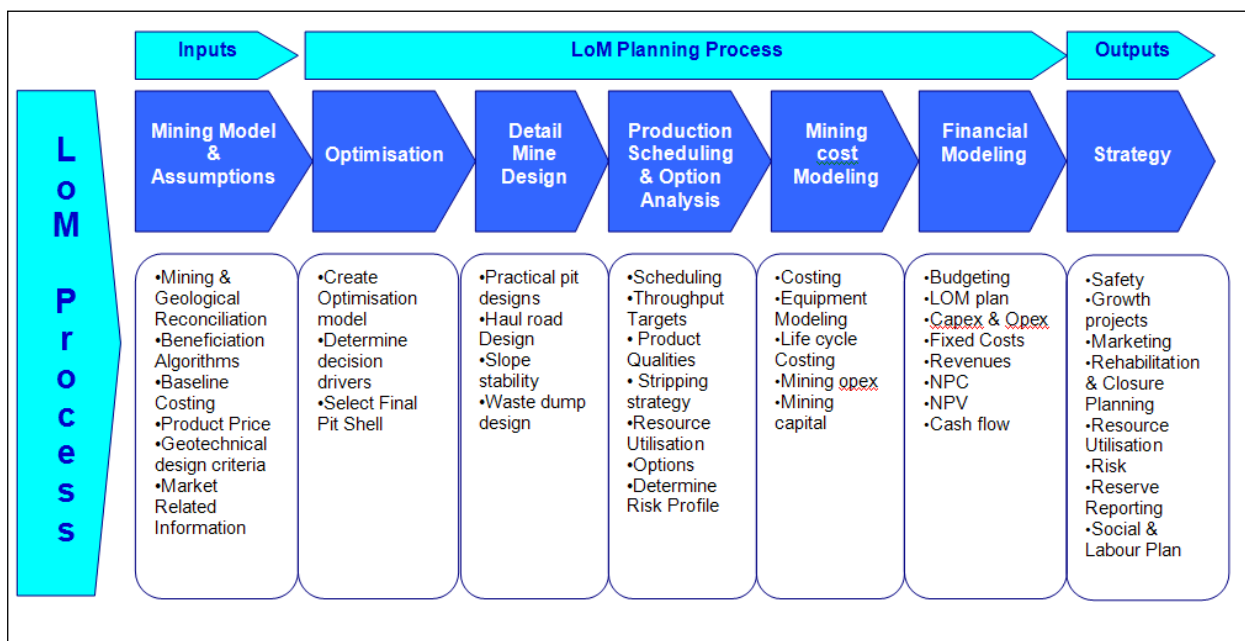 Inputs
LoM Planning Process
Outputs
LoM Process
Mining Model
&
Assumptions
Optimisation
Detail
Mine
Design
Production
Scheduling
& Option
Analysis
Mining
cost
Modeling
Financial
Modeling
Strategy
•Mining &
Geological
Reconciliation
•Beneficiation
Algorithms
•Baseline
Costing
•Product Price
•Geotechnical
design criteria
•Market
Related
Information
•Create
Optimisation
model
•Determine
decision
drivers
•Select Final
Pit Shell
•Practical pit
designs
•Haul road
Design
•Slope
stability
•Waste dump
design
•Scheduling
•Throughput
Targets
• Product
Qualities
• Stripping
strategy
•Resource
Utilisation
•Options
•Determine
Risk Profile
•Costing
•Equipment
Modeling
•Life cycle
Costing
•Mining opex
•Mining
capital
•Budgeting
•LOM plan
•Capex & Opex
•Fixed Costs
•Revenues
•NPC
•NPV
•Cash flow
•Safety
•Growth
projects
•Marketing
•Rehabilitation
& Closure
Planning
•Resource
Utilisation
•Risk
•Reserve
Reporting
•Social &
Labour Plan